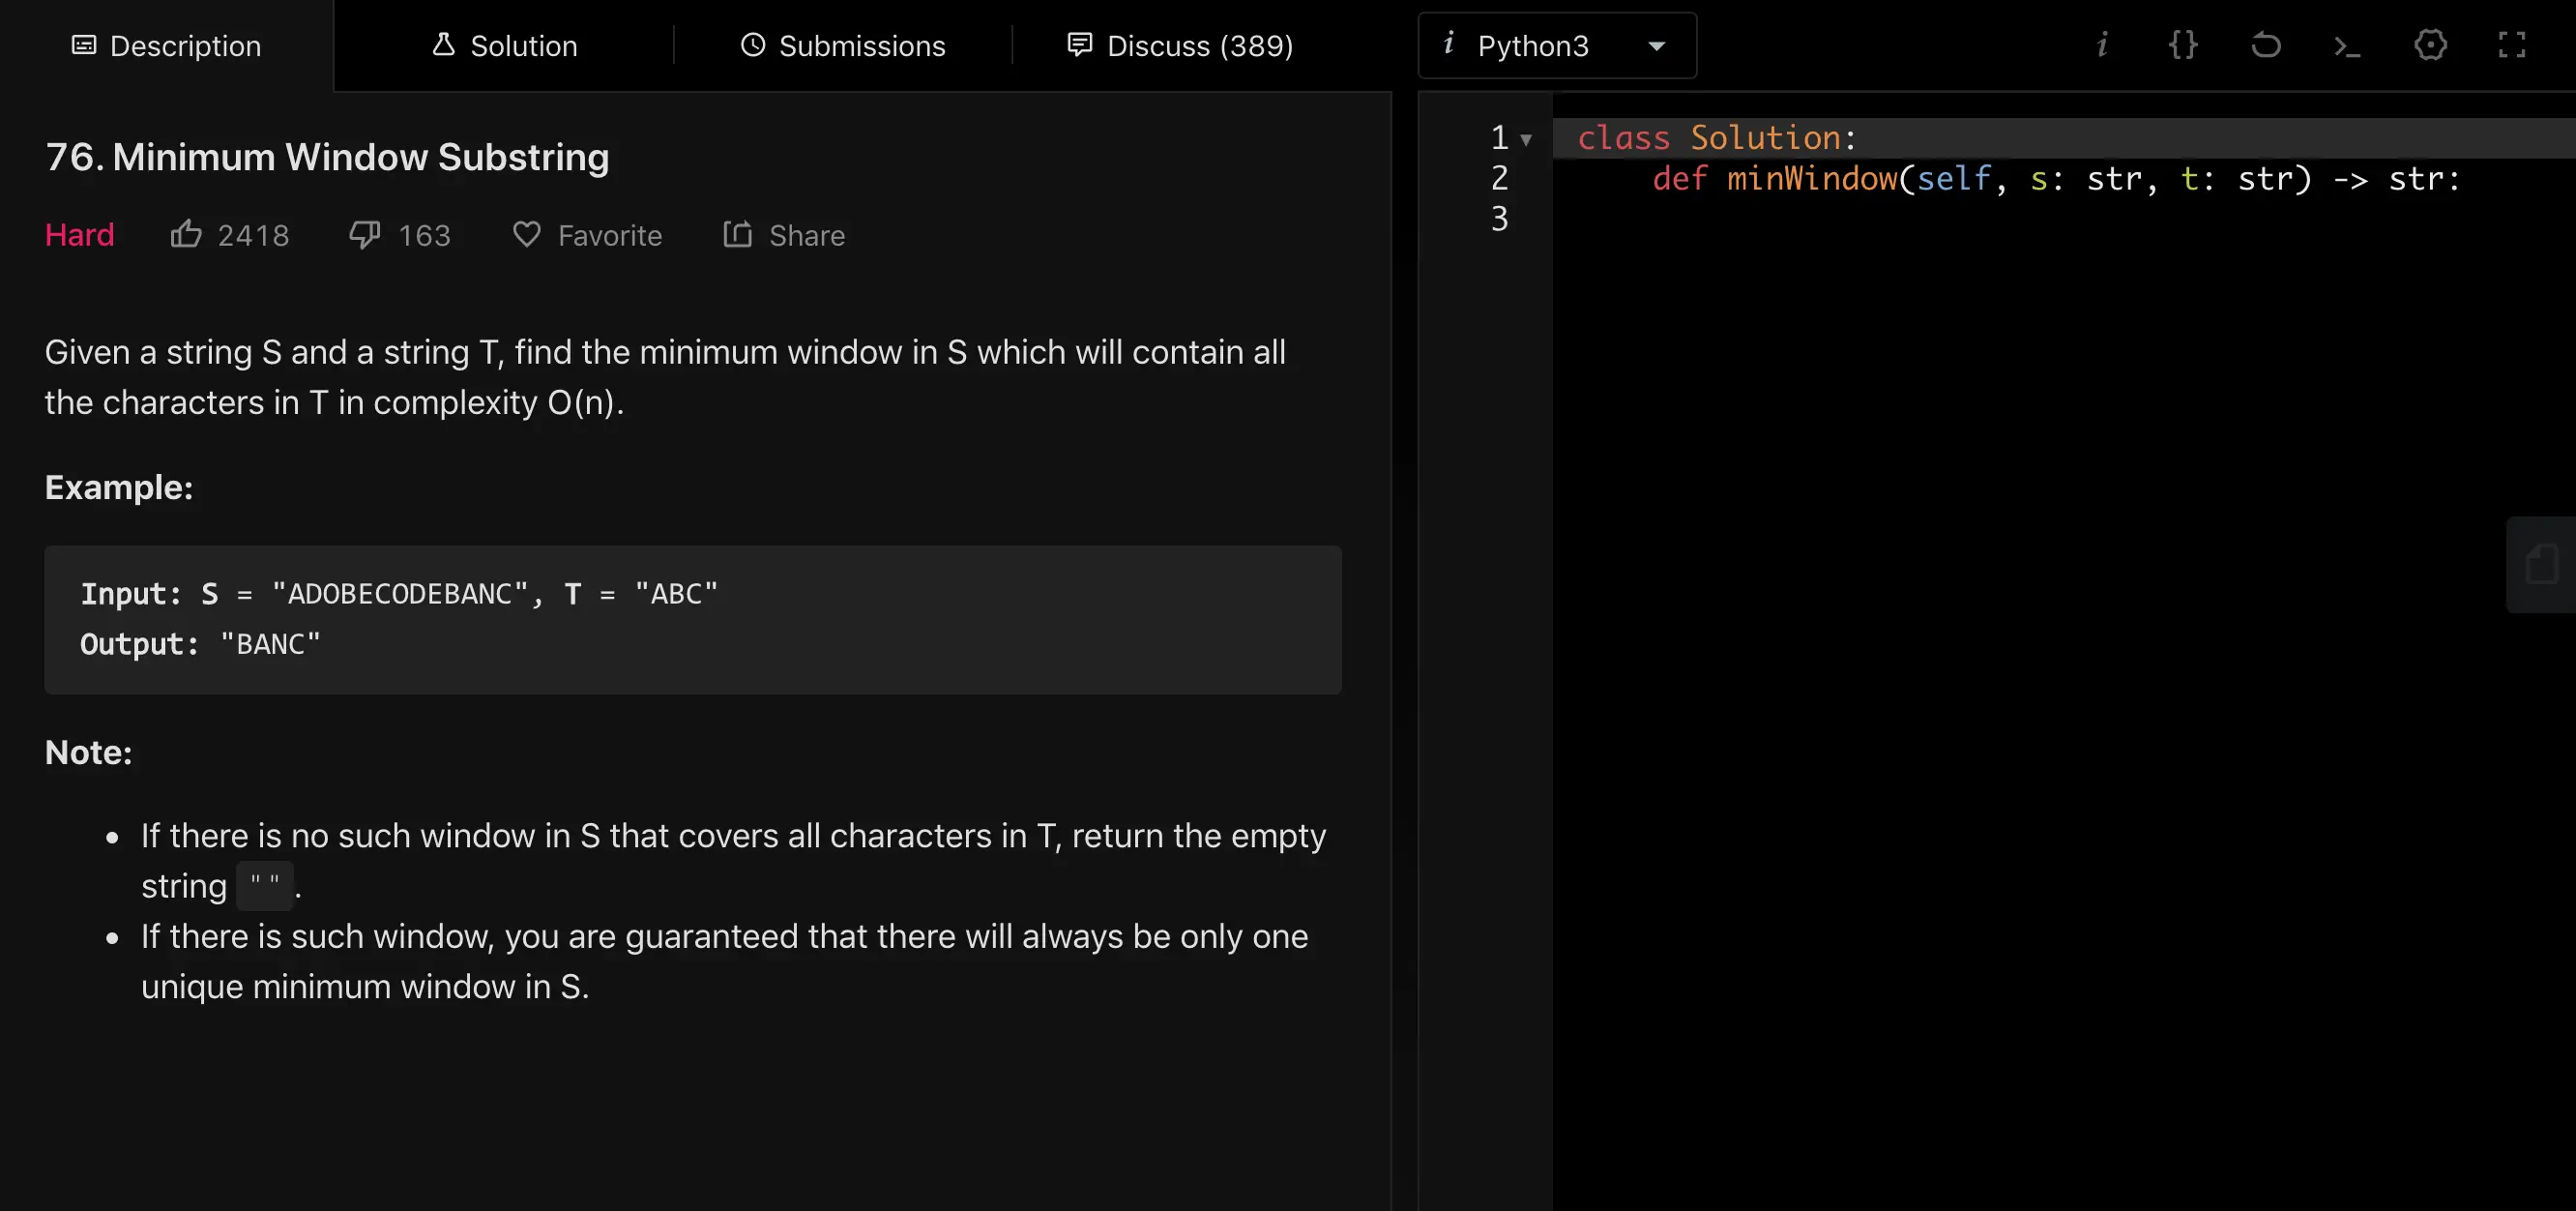 Description
Solution
Submissions
Discuss (389)
i Python3
i {} >_
76. Minimum Window Substring
Hard 2418 163 Favorite Share
Given a string S and a string T, find the minimum window in S which will contain all
the characters in T in complexity O(n).
Example:
Input: S = "ADOBECODEBANC", T = "ABC"
Output: "BANC"
Note:
• If there is no such window in S that covers all characters in T, return the empty
string "".
• If there is such window, you are guaranteed that there will always be only one
unique minimum window in S.
1 class Solution:
2 def minWindow(self, s: str, t: str) -> str:
3